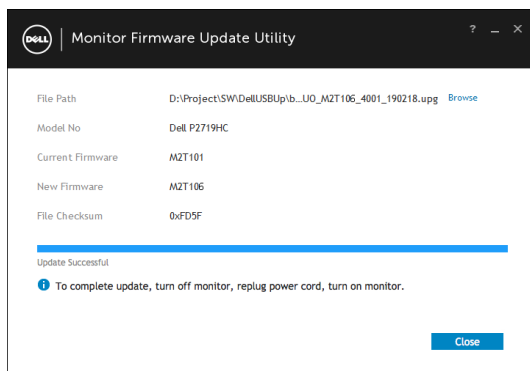 DELL Monitor Firmware Update Utility ?
File Path D:\Project\SW\DellUSBUp\b...UO_M2T106_4001_190218.upg Browse
Model No Dell P2719HC
Current Firmware M2T101
New Firmware M2T106
File Checksum 0xFD5F
Update Successful
To complete update, turn off monitor, replug power cord, turn on monitor.
Close